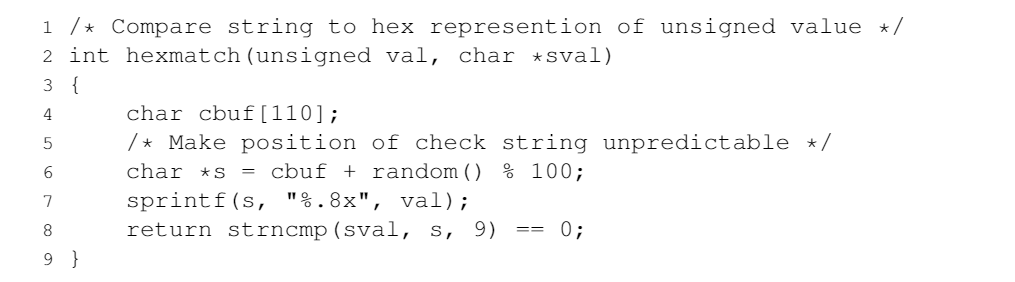 1 /* Compare string to hex represention of unsigned value */
2 int hexmatch(unsigned val, char *sval)
3 {
4     char cbuf[110];
5     /* Make position of check string unpredictable */
6     char *s = cbuf + random() % 100;
7     sprintf(s, "%.8x", val);
8     return strncmp(sval, s, 9) == 0;
9 }